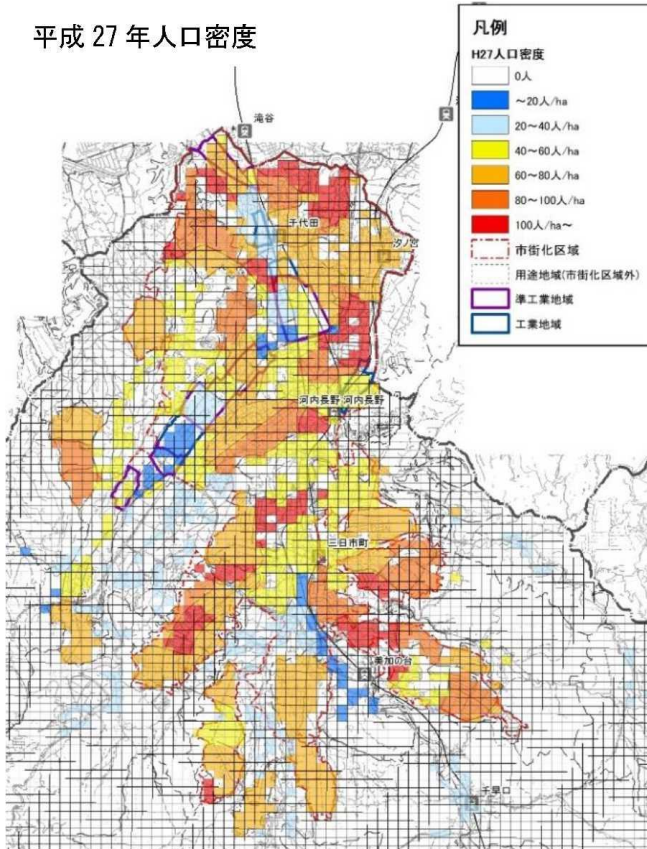 平成 27 年人口密度
凡例
H27人口密度
0人
～20人/ha
20～40人/ha
40～60人/ha
60～80人/ha
80～100人/ha
100人/ha～
市街化区域
用途地域(市街化区域外)
準工業地域
工業地域
滝谷
千代田
汐ノ宮
河内長野 河内長野
三日市町
美加の台
千早口